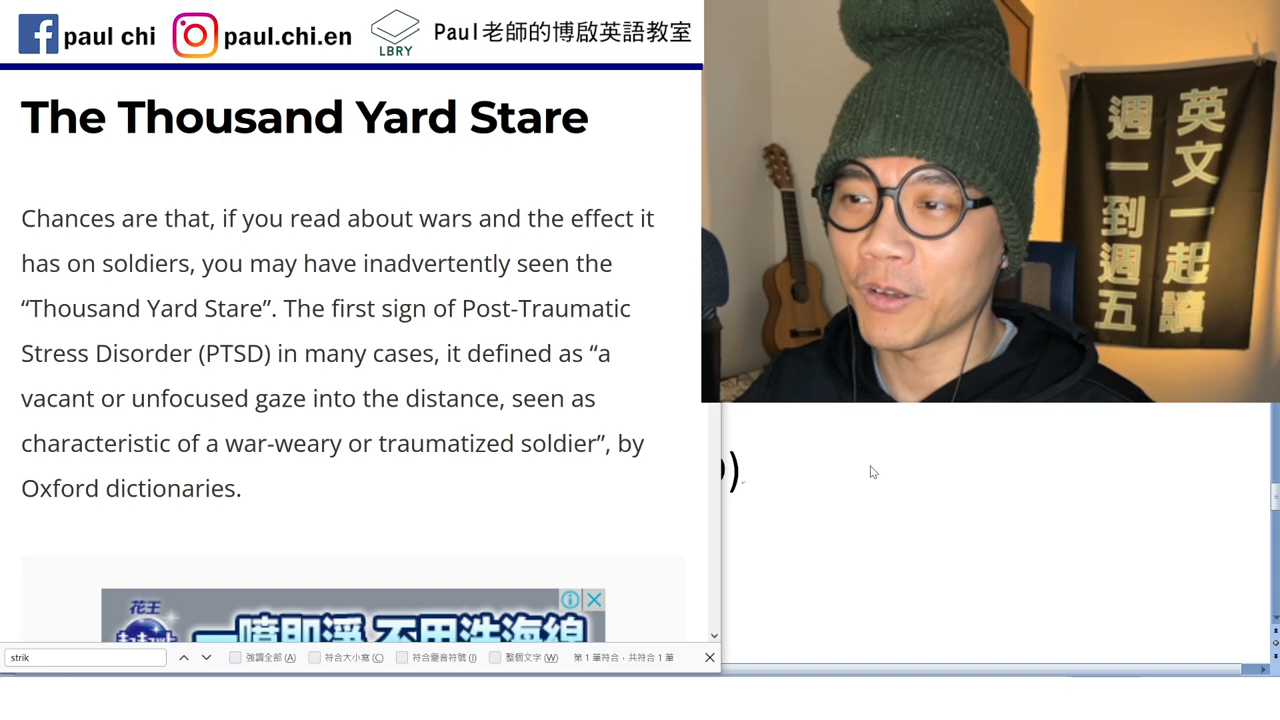 paul chi
paul.chi.en
LBRY
Paul老師的博啟英語教室
The Thousand Yard Stare
Chances are that, if you read about wars and the effect it
has on soldiers, you may have inadvertently seen the
“Thousand Yard Stare”. The first sign of Post-Traumatic
Stress Disorder (PTSD) in many cases, it defined as “a
vacant or unfocused gaze into the distance, seen as
characteristic of a war-weary or traumatized soldier”, by
Oxford dictionaries.
英文一起讀
週一到週五
花王
一噴即淨 不用洗海綿
strik
強調全部(A)
符合大小寫(C)
符合變音符號(I)
整個文字(W)
第 1 筆符合，共符合 1 筆